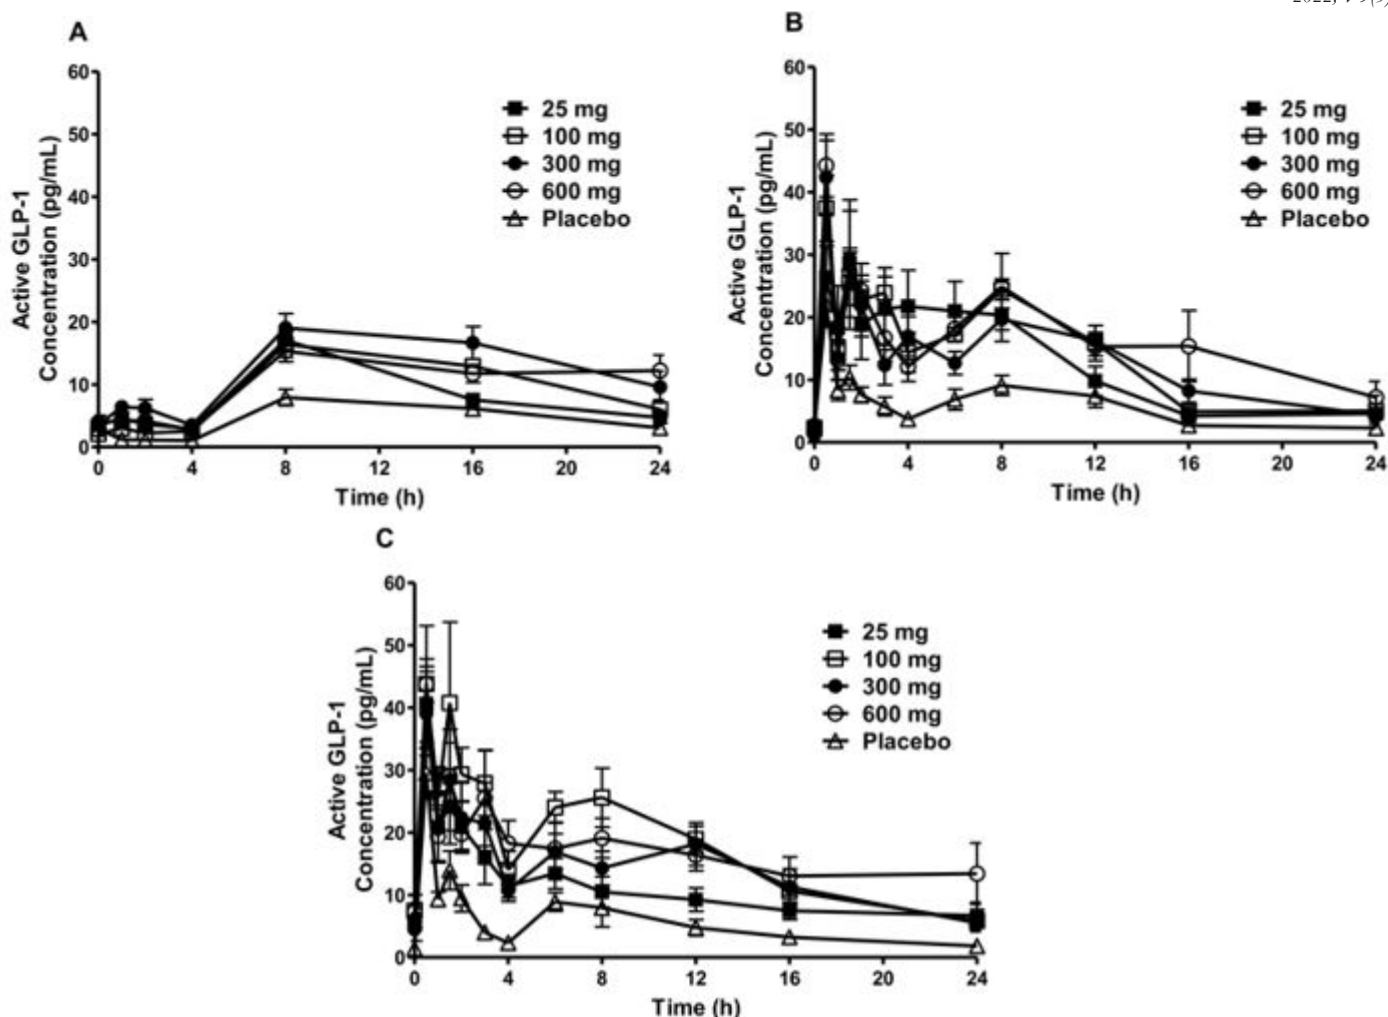 A
60
50
40
30
20
10
0
Active GLP-1
Concentration (pg/mL)
25 mg
100 mg
300 mg
600 mg
Placebo
0 4 8 12 16 20 24
Time (h)
B
60
50
40
30
20
10
0
Active GLP-1
Concentration (pg/mL)
25 mg
100 mg
300 mg
600 mg
Placebo
0 4 8 12 16 20 24
Time (h)
C
60
50
40
30
20
10
0
Active GLP-1
Concentration (pg/mL)
25 mg
100 mg
300 mg
600 mg
Placebo
0 4 8 12 16 20 24
Time (h)